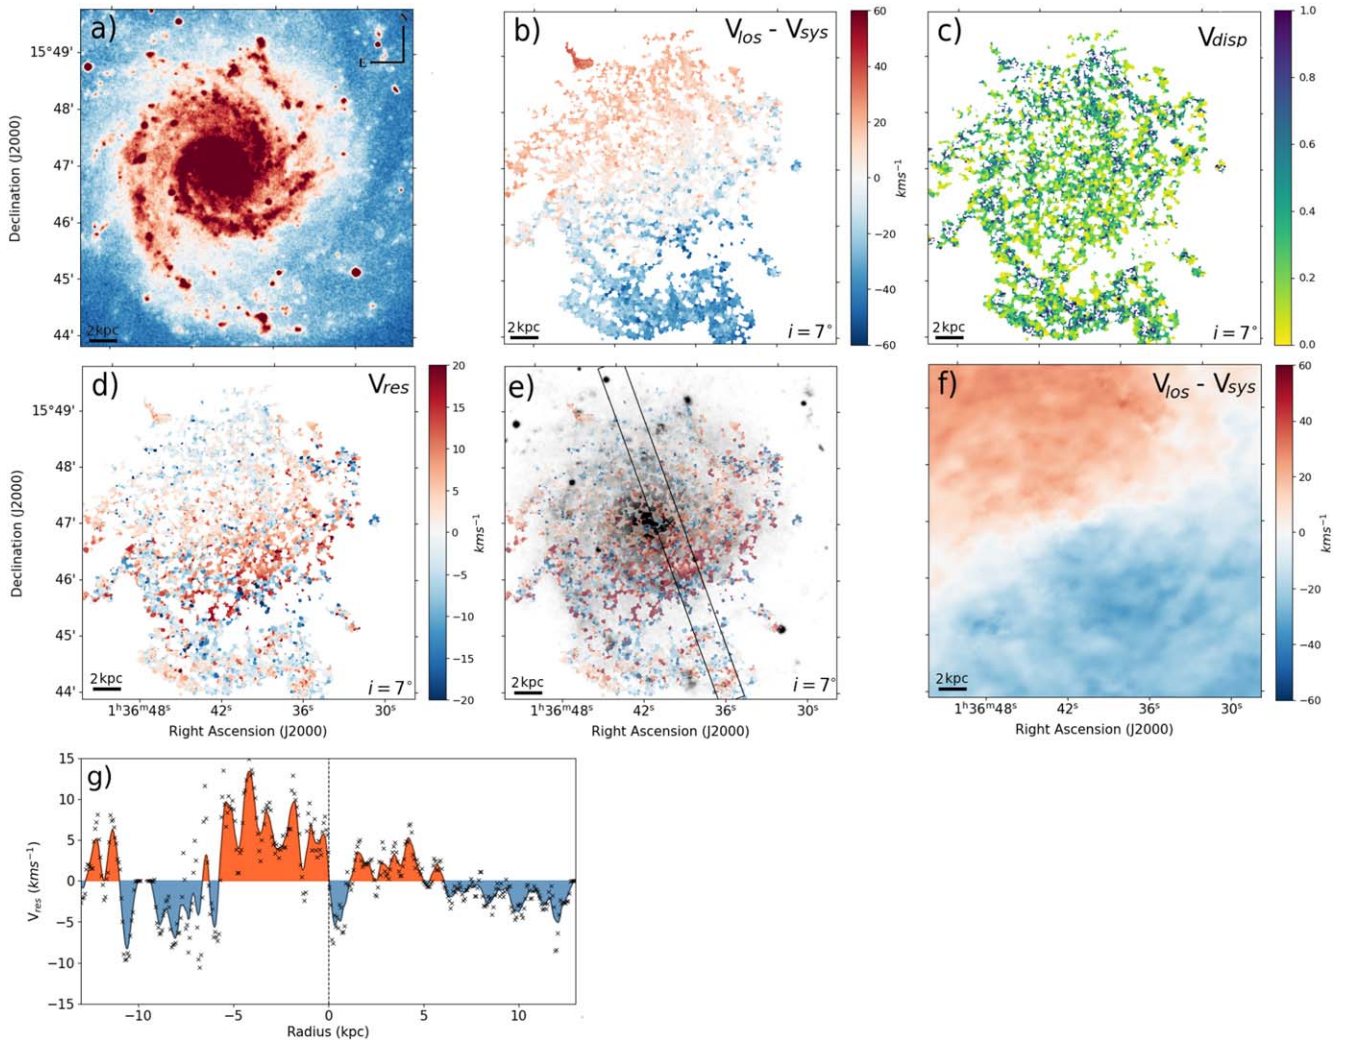 a)
N
E
15°49'
48'
47'
46'
45'
44'
Declination (J2000)
2kpc
b)
Vlos - Vsys
2kpc
i = 7°
60
40
20
0
−20
−40
−60
kms⁻¹
c)
Vdisp
2kpc
i = 7°
1.0
0.8
0.6
0.4
0.2
0.0
d)
Vres
15°49'
48'
47'
46'
45'
44'
Declination (J2000)
2kpc
i = 7°
1ʰ36ᵐ48ˢ
42ˢ
36ˢ
30ˢ
Right Ascension (J2000)
20
15
10
5
0
−5
−10
−15
−20
kms⁻¹
e)
2kpc
i = 7°
1ʰ36ᵐ48ˢ
42ˢ
36ˢ
30ˢ
Right Ascension (J2000)
f)
Vlos - Vsys
2kpc
1ʰ36ᵐ48ˢ
42ˢ
36ˢ
30ˢ
Right Ascension (J2000)
60
40
20
0
−20
−40
−60
kms⁻¹
g)
15
10
5
0
−5
−10
−15
Vres (kms⁻¹)
−10
−5
0
5
10
Radius (kpc)